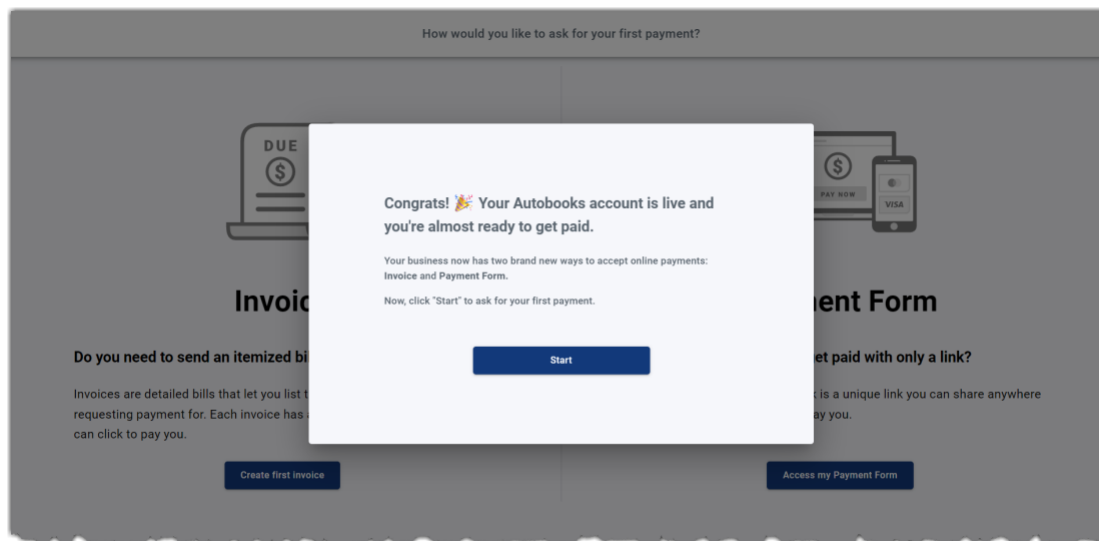 How would you like to ask for your first payment?
DUE
$
$
PAY NOW
VISA
Congrats! 🎉 Your Autobooks account is live and
you're almost ready to get paid.
Your business now has two brand new ways to accept online payments:
Invoice and Payment Form.
Now, click "Start" to ask for your first payment.
Start
Form
Do you need to send an itemized
paid with only a link?
Invoices are detailed bills that let you list
is a unique link you can share anywhere
requesting payment for. Each invoice has
you.
can click to pay you.
Create first invoice
Access my Payment Form